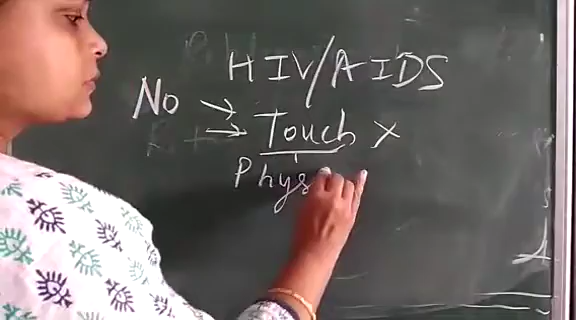 HIV/AIDS
No →
→ Touch ×
Phys